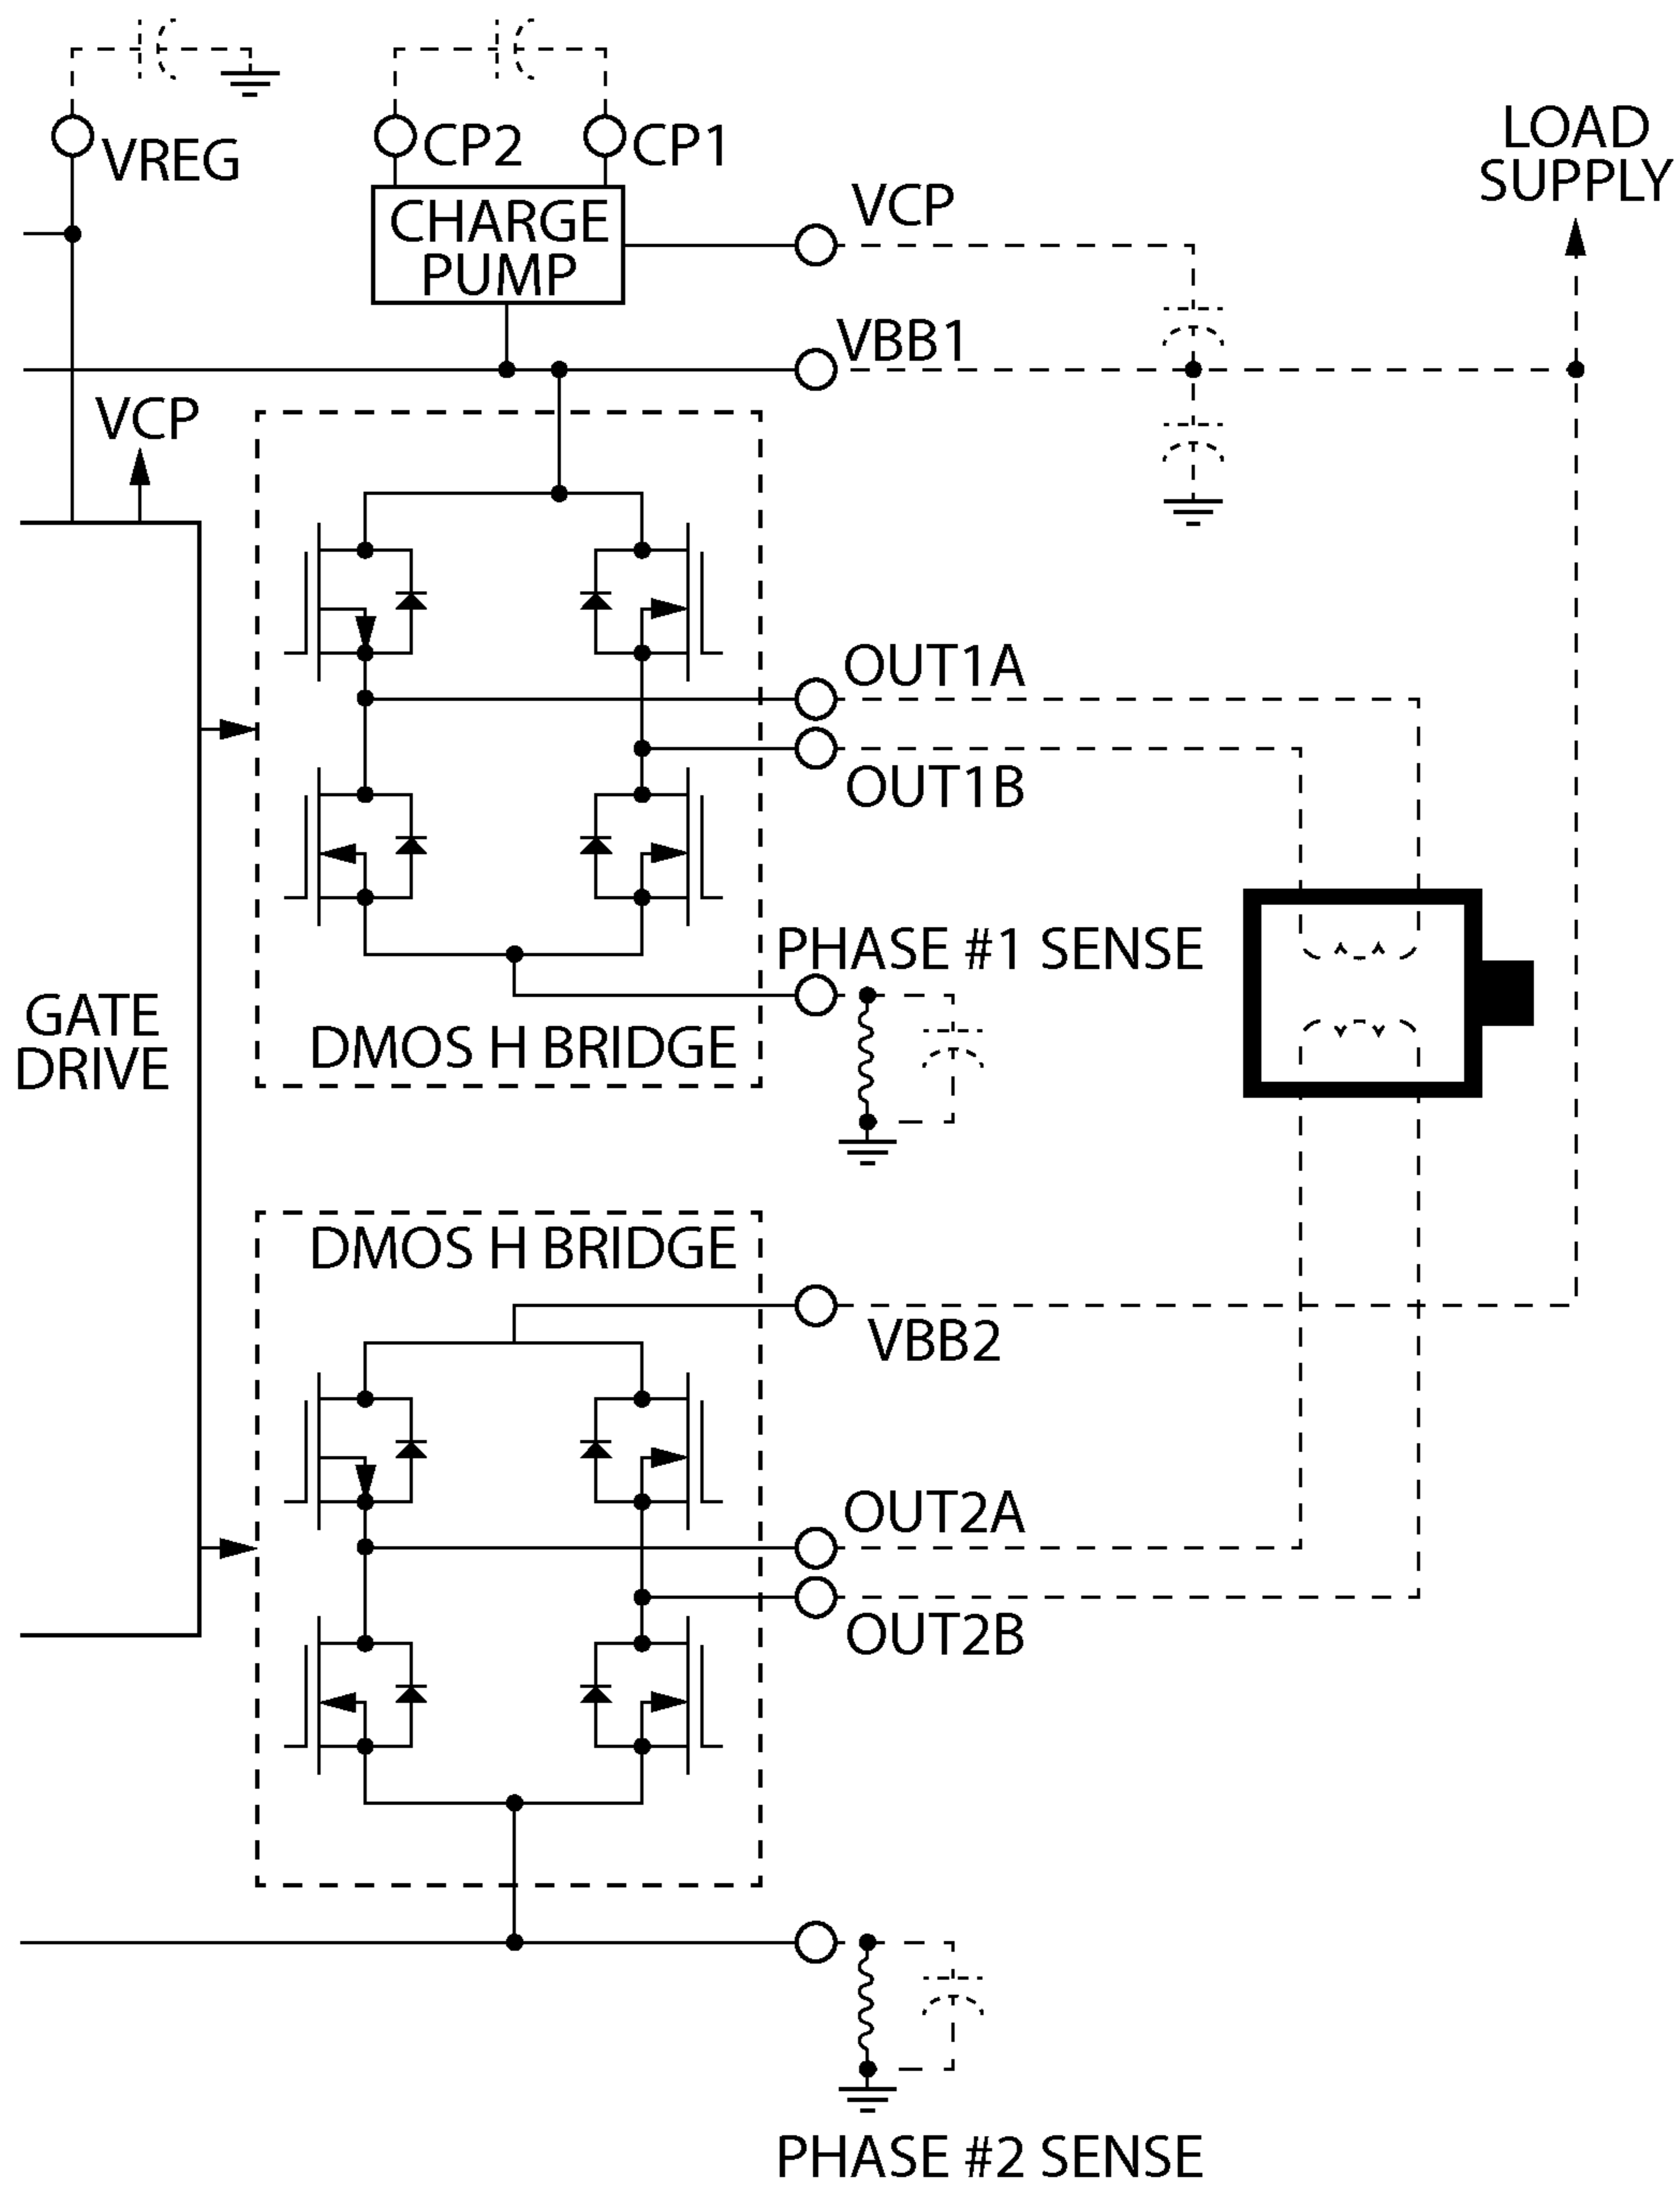 VREG
CP2
CP1
LOAD
SUPPLY
CHARGE
PUMP
VCP
VBB1
VCP
OUT1A
OUT1B
PHASE #1 SENSE
GATE
DRIVE
DMOS H BRIDGE
DMOS H BRIDGE
VBB2
OUT2A
OUT2B
PHASE #2 SENSE